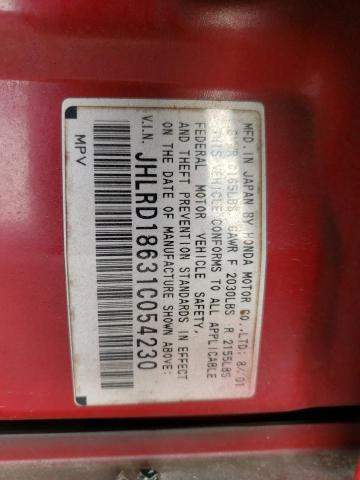 MFD. IN JAPAN BY HONDA MOTOR CO.,LTD: 8/01
GAWR F 2030LBS R 2155LBS
THIS VEHICLE CONFORMS TO ALL APPLICABLE
FEDERAL MOTOR VEHICLE SAFETY,
AND THEFT PREVENTION STANDARDS IN EFFECT
ON THE DATE OF MANUFACTURE SHOWN ABOVE:
V.I.N. JHLRD18631C054230
MPV